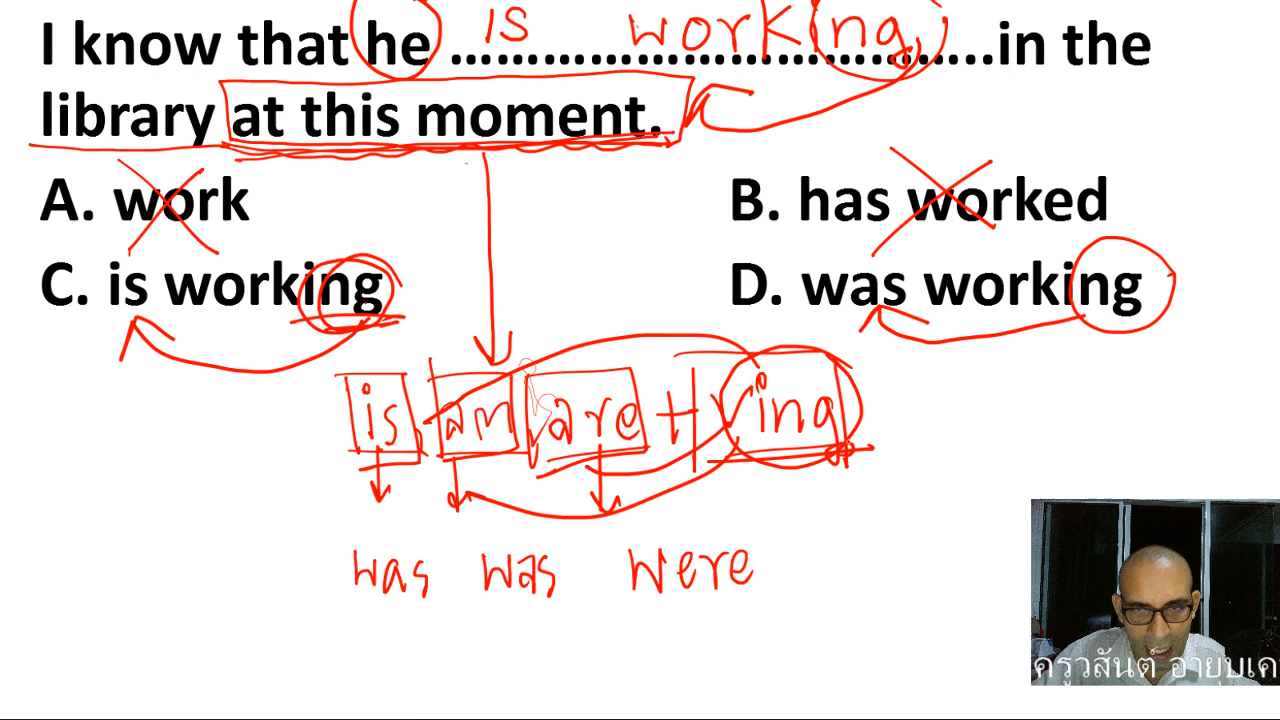 is working
I know that he ……………………………………..in the
library at this moment.
A. work
B. has worked
C. is working
D. was working
is, am, are + ing
was was were
ครูวสันต์ อายุบเค